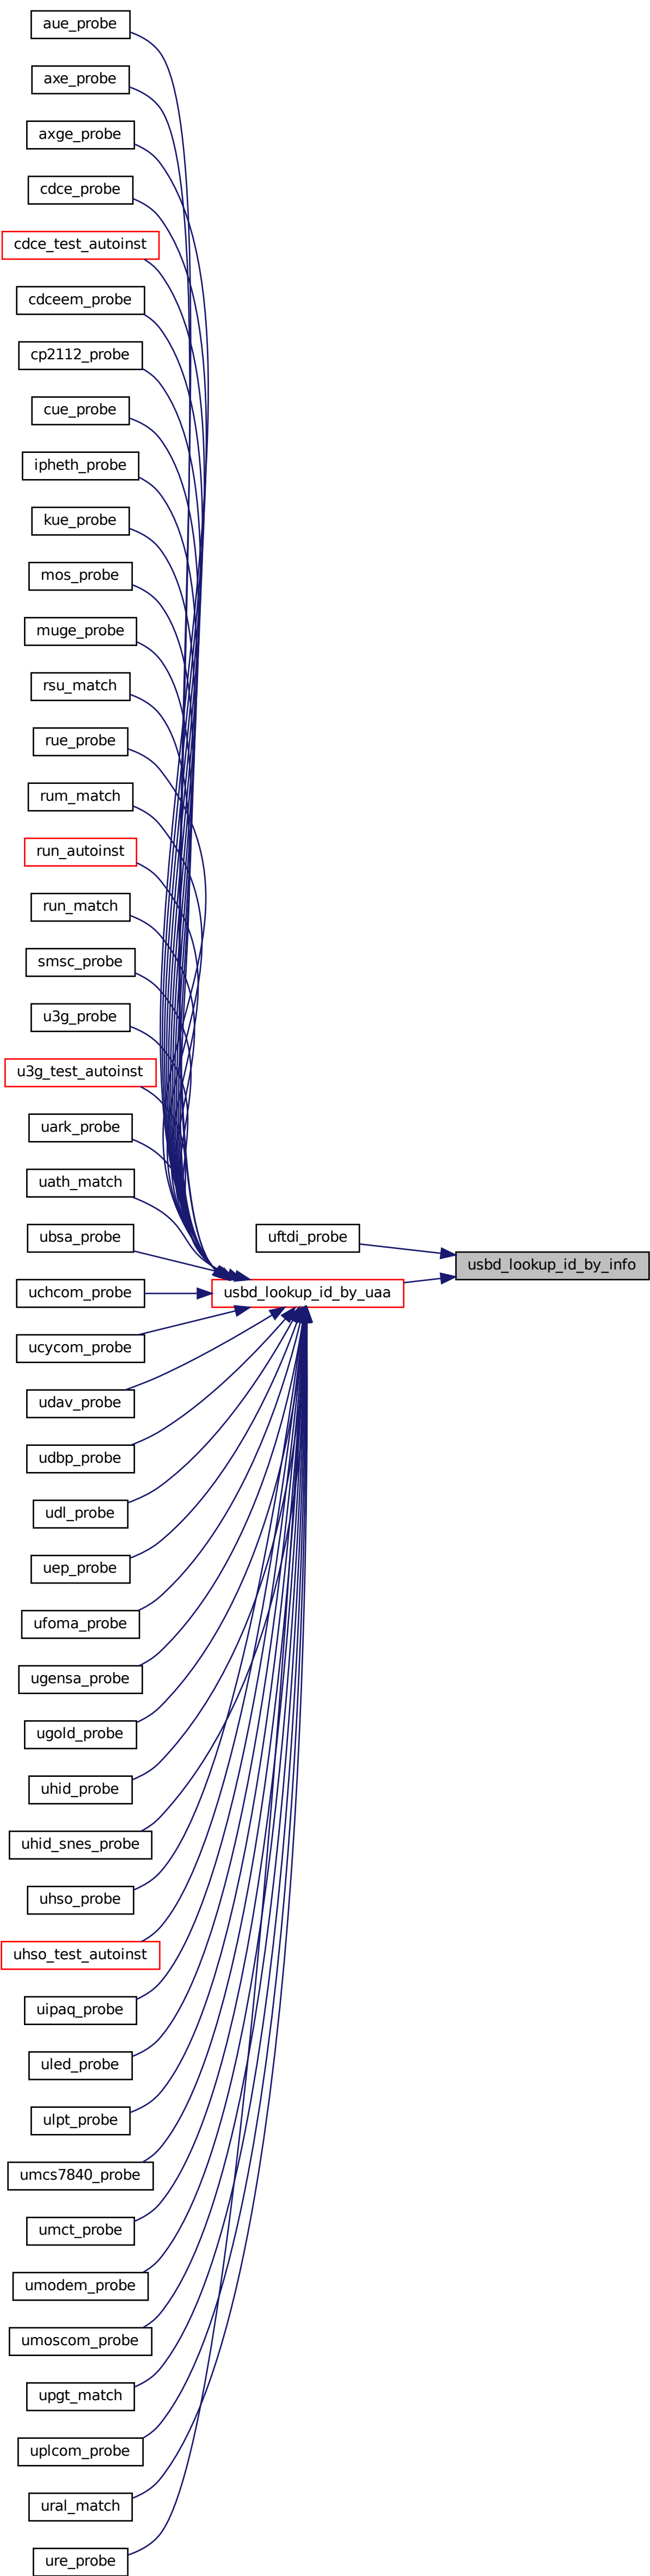 aue_probe
axe_probe
axge_probe
cdce_probe
cdce_test_autoinst
cdceem_probe
cp2112_probe
cue_probe
ipheth_probe
kue_probe
mos_probe
muge_probe
rsu_match
rue_probe
rum_match
run_autoinst
run_match
smsc_probe
u3g_probe
u3g_test_autoinst
uark_probe
uath_match
ubsa_probe
uftdi_probe
usbd_lookup_id_by_info
uchcom_probe
usbd_lookup_id_by_uaa
ucycom_probe
udav_probe
udbp_probe
udl_probe
uep_probe
ufoma_probe
ugensa_probe
ugold_probe
uhid_probe
uhid_snes_probe
uhso_probe
uhso_test_autoinst
uipaq_probe
uled_probe
ulpt_probe
umcs7840_probe
umct_probe
umodem_probe
umoscom_probe
upgt_match
uplcom_probe
ural_match
ure_probe